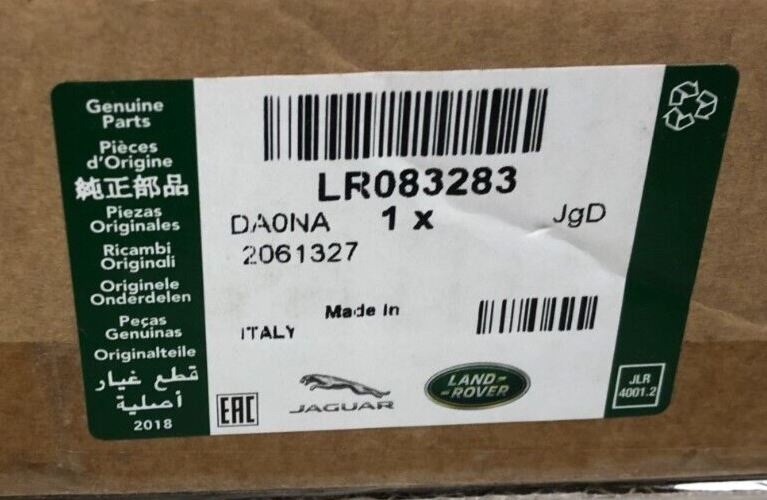 Genuine
Parts
Pièces
d'Origine
純正部品
Piezas
Originales
Ricambi
Originali
Originele
Onderdelen
Peças
Genuinas
Originalteile
قطع غيار
أصلية
2018
LR083283
DA0NA 1 x JgD
2061327
Made In
ITALY
EAC
JAGUAR
LAND-
-ROVER
JLR
4001.2